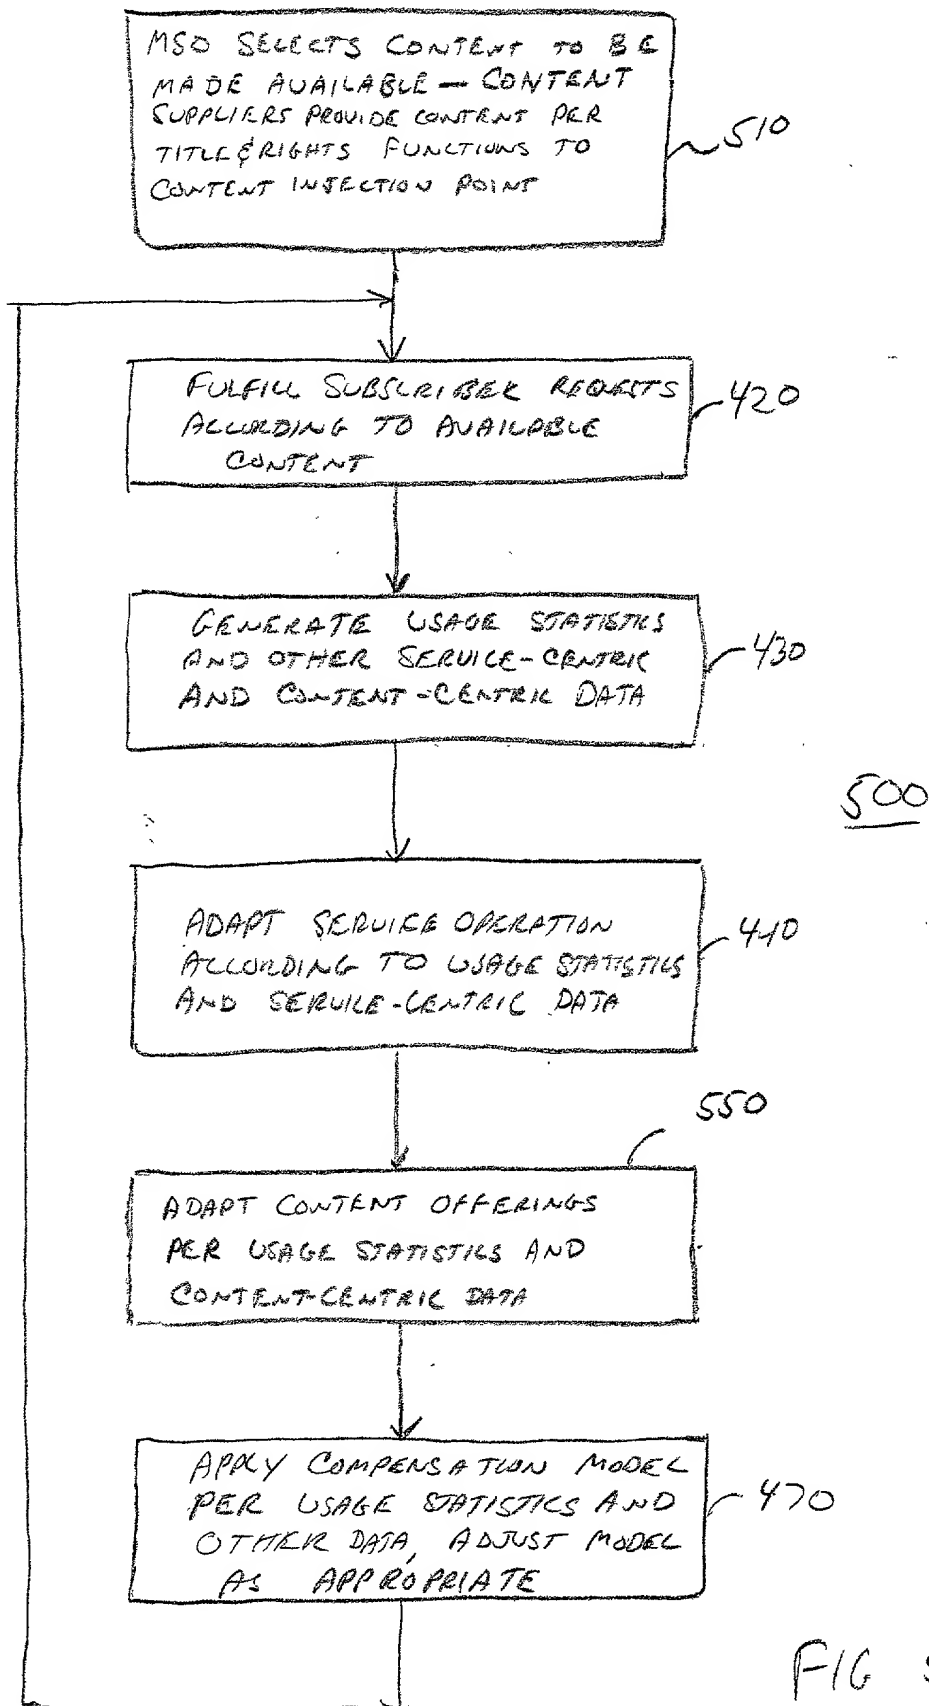 MSO SELECTS CONTENT TO BE
MADE AVAILABLE — CONTENT
SUPPLIERS PROVIDE CONTENT PER
TITLE & RIGHTS FUNCTIONS TO
CONTENT INJECTION POINT
510
FULFILL SUBSCRIBER REQUESTS
ACCORDING TO AVAILABLE
CONTENT
420
GENERATE USAGE STATISTICS
AND OTHER SERVICE-CENTRIC
AND CONTENT-CENTRIC DATA
430
500
ADAPT SERVICE OPERATION
ACCORDING TO USAGE STATISTICS
AND SERVICE-CENTRIC DATA
440
550
ADAPT CONTENT OFFERINGS
PER USAGE STATISTICS AND
CONTENT-CENTRIC DATA
APPLY COMPENSATION MODEL
PER USAGE STATISTICS AND
OTHER DATA, ADJUST MODEL
AS APPROPRIATE
470
FIG